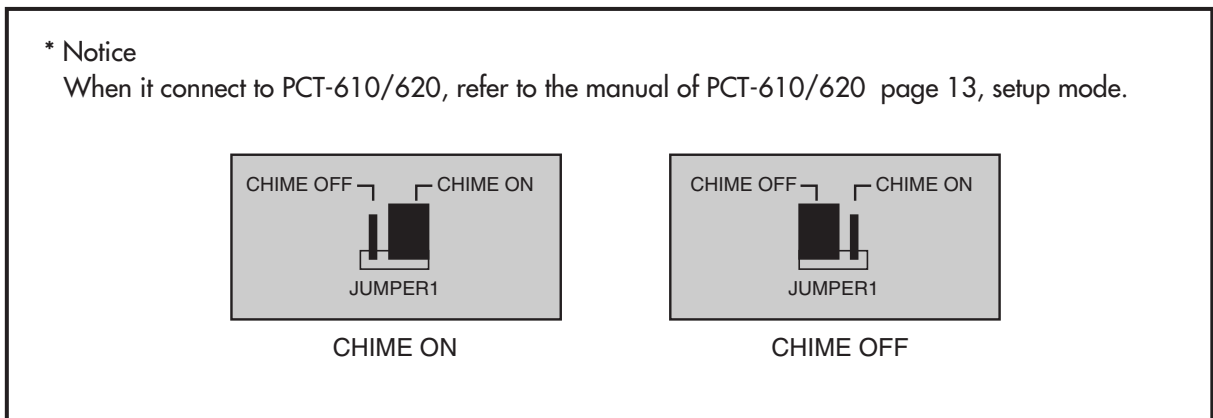 * Notice
When it connect to PCT-610/620, refer to the manual of PCT-610/620 page 13, setup mode.
CHIME OFF CHIME ON
JUMPER1
CHIME ON
CHIME OFF CHIME ON
JUMPER1
CHIME OFF